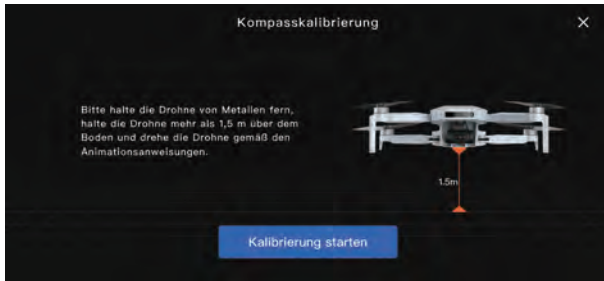 Kompasskalibrierung
Bitte halte die Drohne von Metallen fern,
halte die Drohne mehr als 1,5 m über dem
Boden und drehe die Drohne gemäß den
Animationsanweisungen.
1.5m
Kalibrierung starten